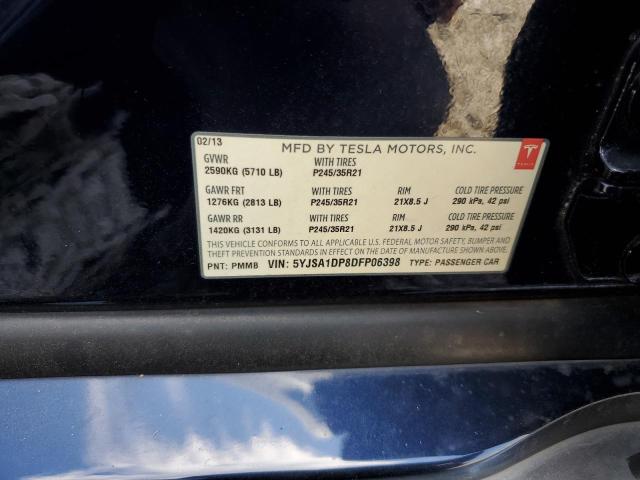 02/13 MFD BY TESLA MOTORS, INC.
GVWR WITH TIRES
2590KG (5710 LB) P245/35R21
TESLA
GAWR FRT WITH TIRES RIM COLD TIRE PRESSURE
1276KG (2813 LB) P245/35R21 21X8.5 J 290 kPa, 42 psi
GAWR RR WITH TIRES RIM COLD TIRE PRESSURE
1420KG (3131 LB) P245/35R21 21X8.5 J 290 kPa, 42 psi
THIS VEHICLE CONFORMS TO ALL APPLICABLE U.S. FEDERAL MOTOR SAFETY, BUMPER AND
THEFT PREVENTION STANDARDS IN EFFECT ON THE DATE OF MANUFACTURE SHOWN ABOVE.
PNT: PMMB VIN: 5YJSA1DP8DFP06398 TYPE: PASSENGER CAR